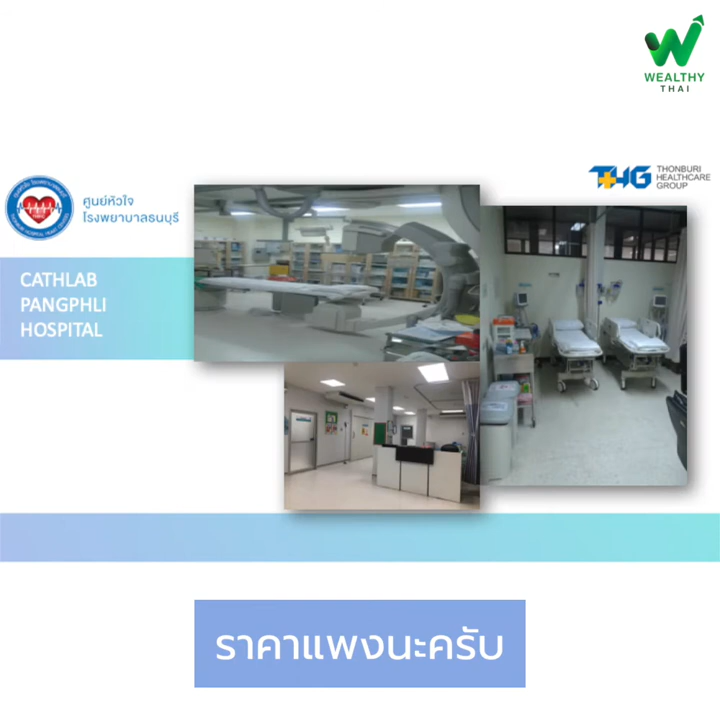 WEALTHY
THAI
ศูนย์หัวใจ
โรงพยาบาลธนบุรี
THG THONBURI
HEALTHCARE
GROUP
CATHLAB
PANGPHLI
HOSPITAL
ราคาแพงนะครับ